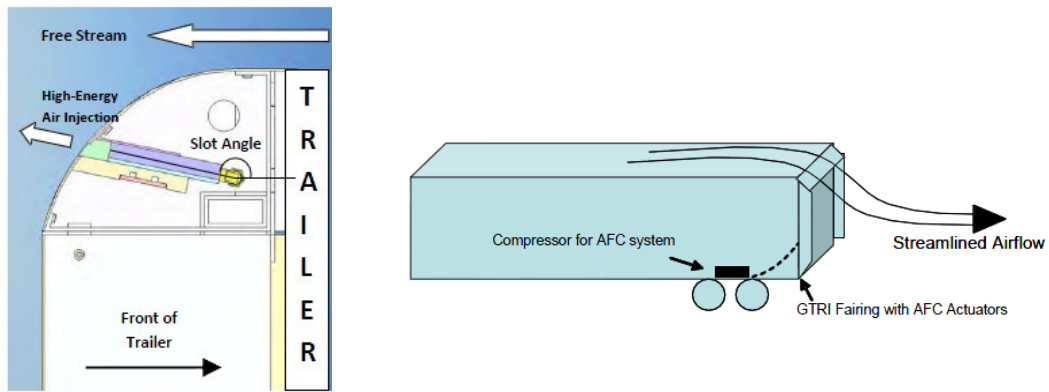 Free Stream
High-Energy
Air Injection
Slot Angle
T
R
A
I
L
E
R
Front of
Trailer
Compressor for AFC system
Streamlined Airflow
GTRI Fairing with AFC Actuators